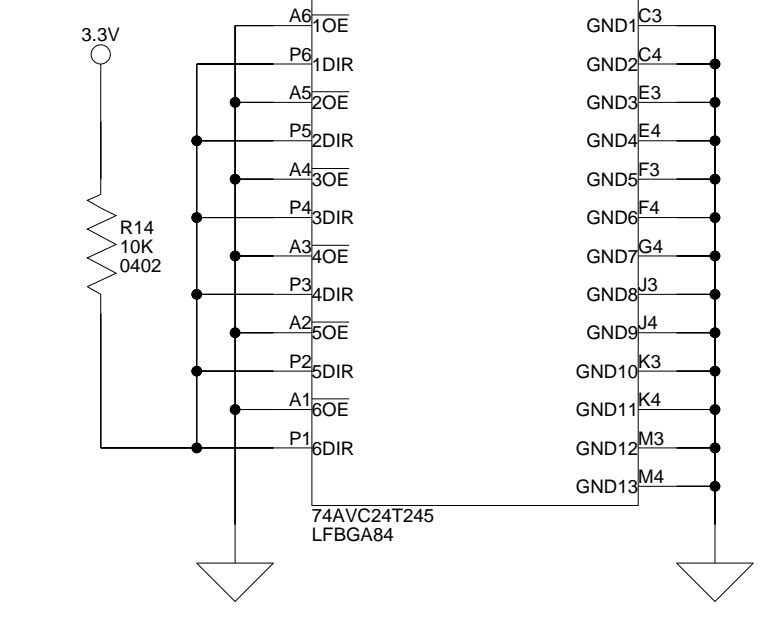 3.3V
R14
10K
0402
A6 1OE
P6 1DIR
A5 2OE
P5 2DIR
A4 3OE
P4 3DIR
A3 4OE
P3 4DIR
A2 5OE
P2 5DIR
A1 6OE
P1 6DIR
GND1 C3
GND2 C4
GND3 E3
GND4 E4
GND5 F3
GND6 F4
GND7 G4
GND8 J3
GND9 J4
GND10 K3
GND11 K4
GND12 M3
GND13 M4
74AVC24T245
LFBGA84